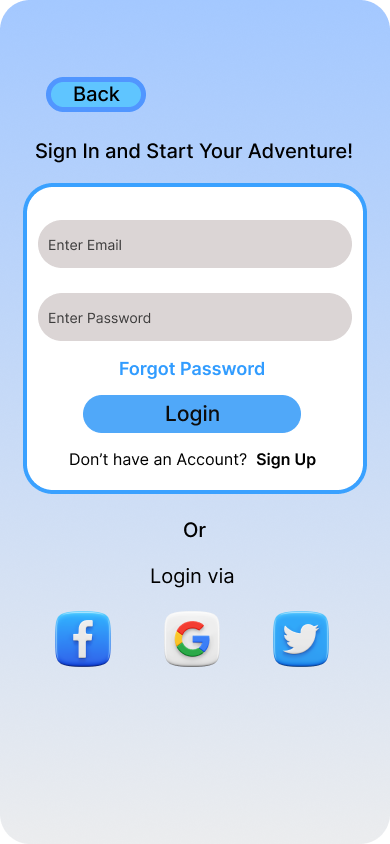 Back
Sign In and Start Your Adventure!
Enter Email
Enter Password
Forgot Password
Login
Don’t have an Account? Sign Up
Or
Login via